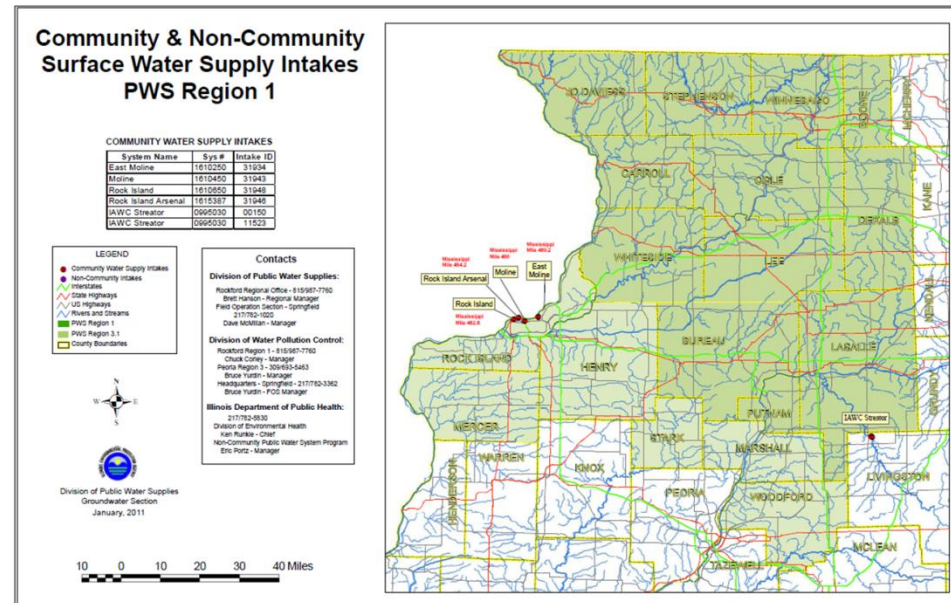 Community & Non-Community
Surface Water Supply Intakes
PWS Region 1
COMMUNITY WATER SUPPLY INTAKES
System Name Sys # Intake ID
East Moline 1610250 31934
Moline 1610450 31943
Rock Island 1610650 31948
Rock Island Arsenal 1615387 31946
IAWC Streator 0995030 00150
IAWC Streator 0995030 11523
LEGEND
Community Water Supply Intakes
Non-Community Intakes
Interstates
State Highways
US Highways
Rivers and Streams
PWS Region 1
PWS Region 3.1
County Boundaries
Contacts
Division of Public Water Supplies:
Rockford Regional Office - 815/987-7760
Brett Hanson - Regional Manager
Field Operation Section - Springfield
217/782-1020
Dave McMillan - Manager
Division of Water Pollution Control:
Rockford Region 1 - 815/987-7760
Chuck Corley - Manager
Peoria Region 3 - 309/693-5463
Bruce Yurdin - Manager
Headquarters - Springfield - 217/782-3362
Bruce Yurdin - FOS Manager
Illinois Department of Public Health:
217/782-5830
Division of Environmental Health
Ken Runkle - Chief
Non-Community Public Water System Program
Eric Portz - Manager
N
W E
S
Division of Public Water Supplies
Groundwater Section
January, 2011
10 0 10 20 30 40 Miles
JO DAVIESS
STEPHENSON
WINNEBAGO
BOONE
MCHENRY
CARROLL
OGLE
KANE
DEKALB
WHITESIDE
LEE
KENDALL
Mississippi
Mile 484.2
Mississippi
Mississippi
Rock Island Arsenal
Moline
East
Moline
Rock Island
Mississippi
ROCK ISLAND
HENRY
BUREAU
LASALLE
GRUNDY
PUTNAM
IAWC Streator
MERCER
STARK
MARSHALL
HENDERSON
WARREN
KNOX
PEORIA
WOODFORD
LIVINGSTON
MCLEAN
TAZEWELL